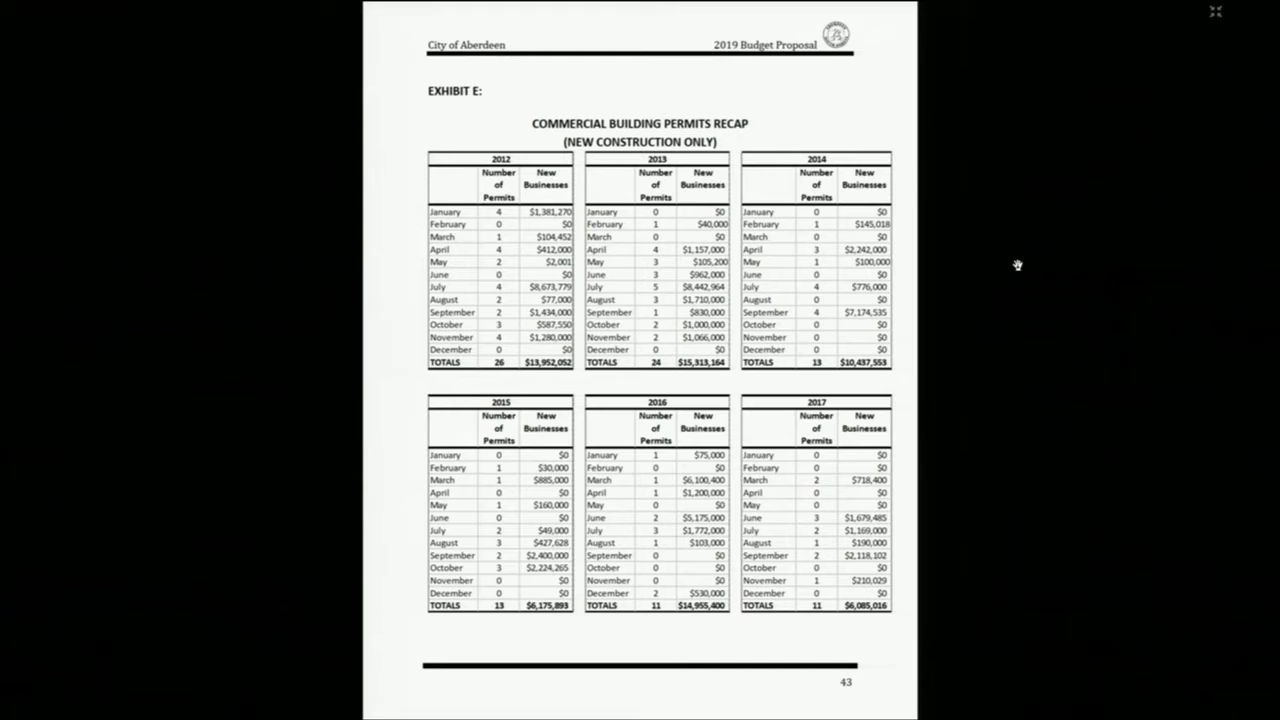 City of Aberdeen 2019 Budget Proposal
EXHIBIT E:
COMMERCIAL BUILDING PERMITS RECAP
(NEW CONSTRUCTION ONLY)
2012 2013 2014
Number of Permits New Businesses Number of Permits New Businesses Number of Permits New Businesses
January 4 $1,381,270 January 0 $0 January 0 $0
February 0 $0 February 1 $40,000 February 1 $145,018
March 1 $104,452 March 0 $0 March 0 $0
April 4 $412,000 April 4 $1,157,000 April 3 $2,242,000
May 2 $2,001 May 3 $105,200 May 1 $100,000
June 0 $0 June 3 $962,000 June 0 $0
July 4 $8,673,779 July 5 $8,442,964 July 4 $776,000
August 2 $77,000 August 3 $1,710,000 August 0 $0
September 2 $1,434,000 September 1 $830,000 September 4 $7,174,535
October 3 $587,550 October 2 $1,000,000 October 0 $0
November 4 $1,280,000 November 2 $1,066,000 November 0 $0
December 0 $0 December 0 $0 December 0 $0
TOTALS 26 $13,952,052 TOTALS 24 $15,313,164 TOTALS 13 $10,437,553
2015 2016 2017
Number of Permits New Businesses Number of Permits New Businesses Number of Permits New Businesses
January 0 $0 January 1 $75,000 January 0 $0
February 1 $30,000 February 0 $0 February 0 $0
March 1 $885,000 March 1 $6,100,400 March 2 $718,400
April 0 $0 April 1 $1,200,000 April 0 $0
May 1 $160,000 May 0 $0 May 0 $0
June 0 $0 June 2 $5,175,000 June 3 $1,679,485
July 2 $49,000 July 3 $1,772,000 July 2 $1,169,000
August 3 $427,628 August 1 $103,000 August 1 $190,000
September 2 $2,400,000 September 0 $0 September 2 $2,118,102
October 3 $2,224,265 October 0 $0 October 0 $0
November 0 $0 November 0 $0 November 1 $210,029
December 0 $0 December 2 $530,000 December 0 $0
TOTALS 13 $6,175,893 TOTALS 11 $14,955,400 TOTALS 11 $6,085,016
43